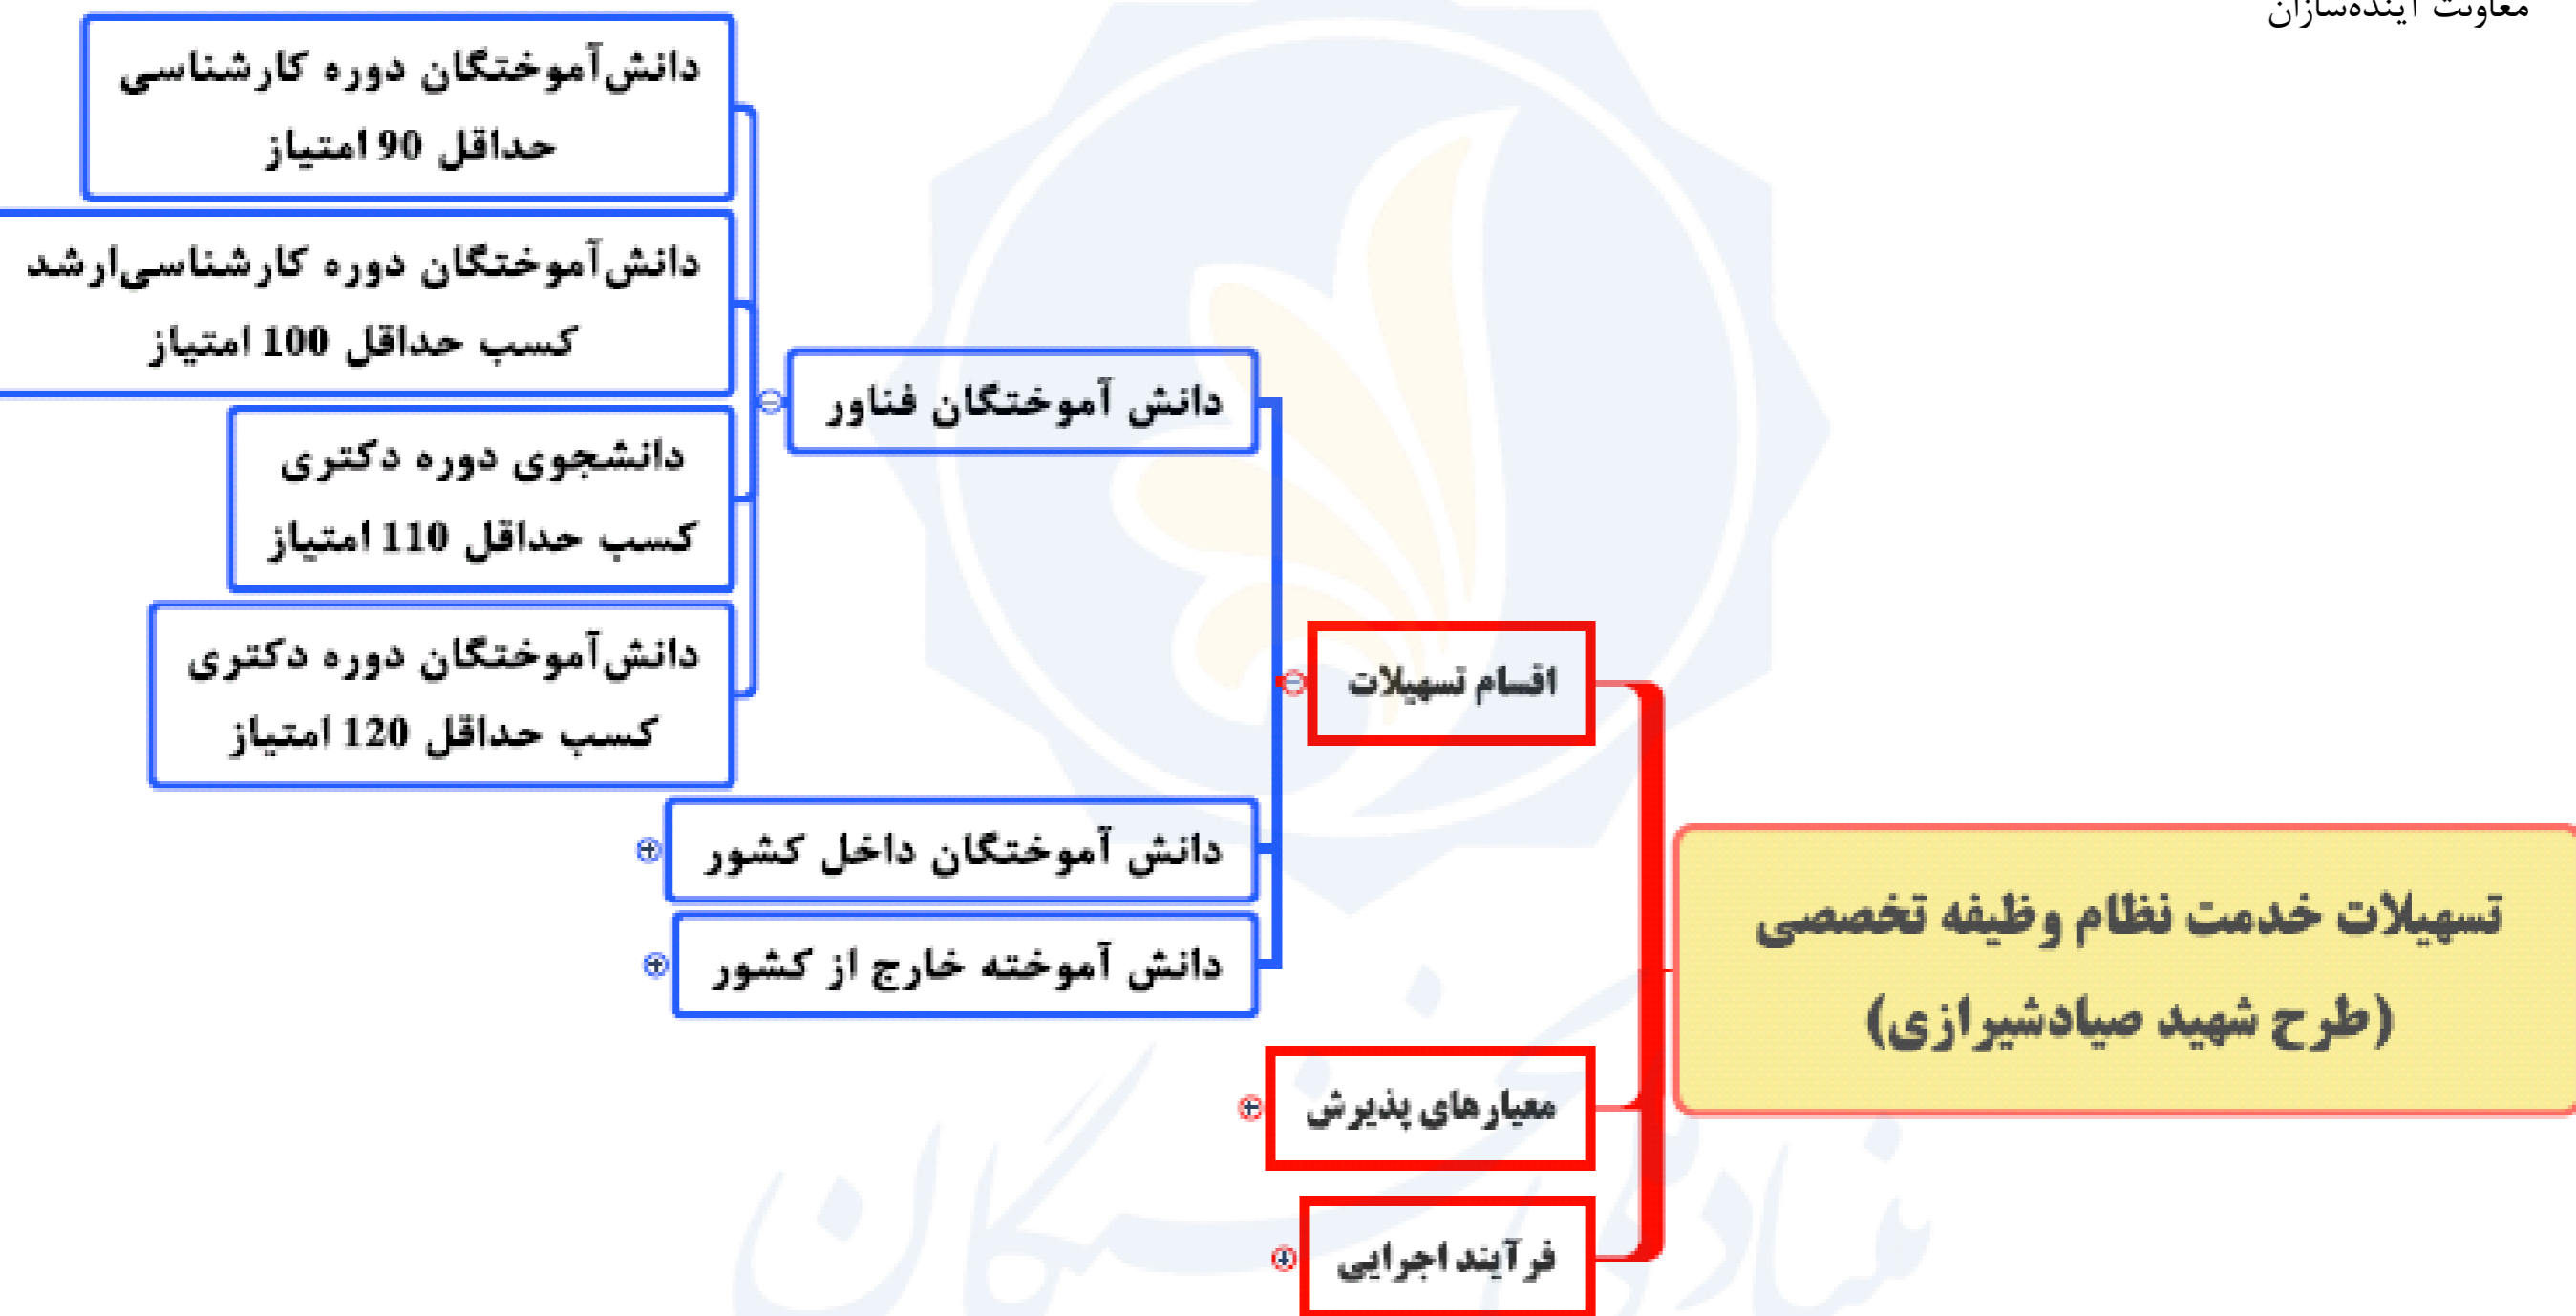 معاونت آینده‌سازان
تسهیلات خدمت نظام وظیفه تخصصی
(طرح شهید صیادشیرازی)
اقسام تسهیلات
دانش آموختگان فناور
دانش‌آموختگان دوره کارشناسی
حداقل 90 امتیاز
دانش‌آموختگان دوره کارشناسی‌ارشد
کسب حداقل 100 امتیاز
دانشجوی دوره دکتری
کسب حداقل 110 امتیاز
دانش‌آموختگان دوره دکتری
کسب حداقل 120 امتیاز
دانش آموختگان داخل کشور
دانش آموخته خارج از کشور
معیارهای پذیرش
فرآیند اجرایی